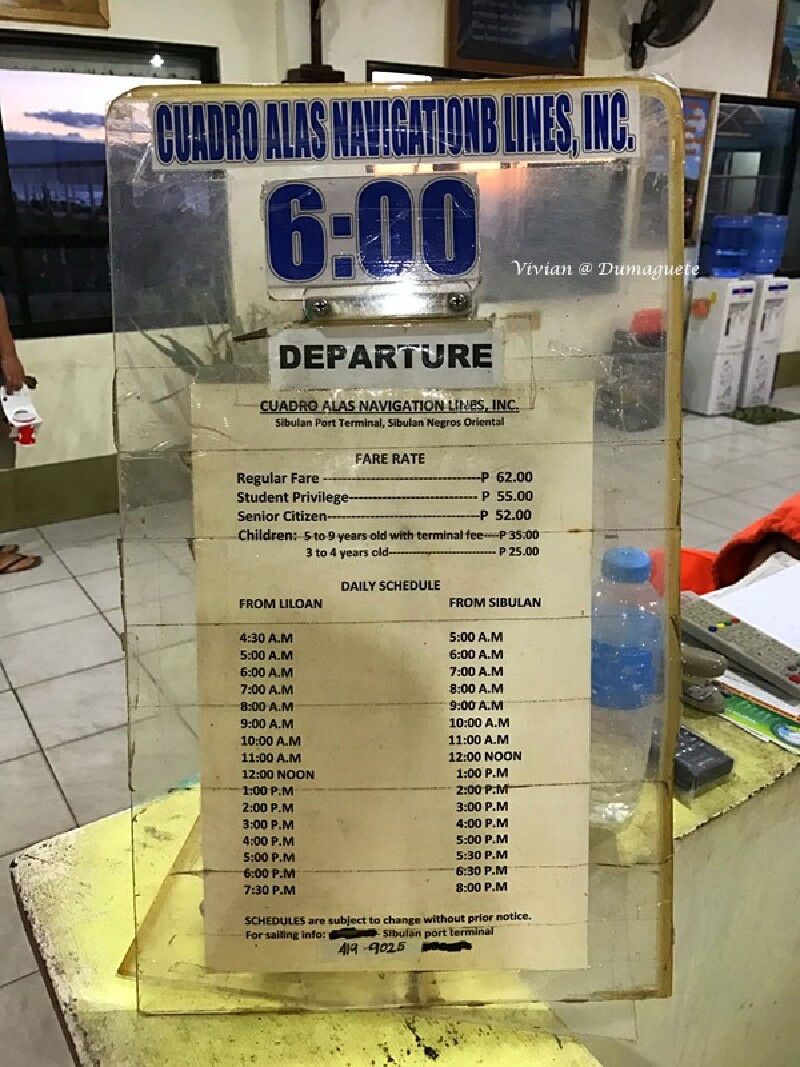 CUADRO ALAS NAVIGATIONB LINES, INC.
6:00
Vivian @ Dumaguete
DEPARTURE
CUADRO ALAS NAVIGATION LINES, INC.
Sibulan Port Terminal, Sibulan Negros Oriental
FARE RATE
Regular Fare -----------------------------------P 62.00
Student Privilege----------------------------- P 55.00
Senior Citizen----------------------------------P 52.00
Children: 5 to 9 years old with terminal fee----P 35.00
3 to 4 years old------------------------- P 25.00
DAILY SCHEDULE
FROM LILOAN FROM SIBULAN
4:30 A.M 5:00 A.M
5:00 A.M 6:00 A.M
6:00 A.M 7:00 A.M
7:00 A.M 8:00 A.M
8:00 A.M 9:00 A.M
9:00 A.M 10:00 A.M
10:00 A.M 11:00 A.M
11:00 A.M 12:00 NOON
12:00 NOON 1:00 P.M
1:00 P.M 2:00 P.M
2:00 P.M 3:00 P.M
3:00 P.M 4:00 P.M
4:00 P.M 5:00 P.M
5:00 P.M 5:30 P.M
6:00 P.M 6:30 P.M
7:30 P.M 8:00 P.M
SCHEDULES are subject to change without prior notice.
For sailing info: - Sibulan port terminal
419-9025